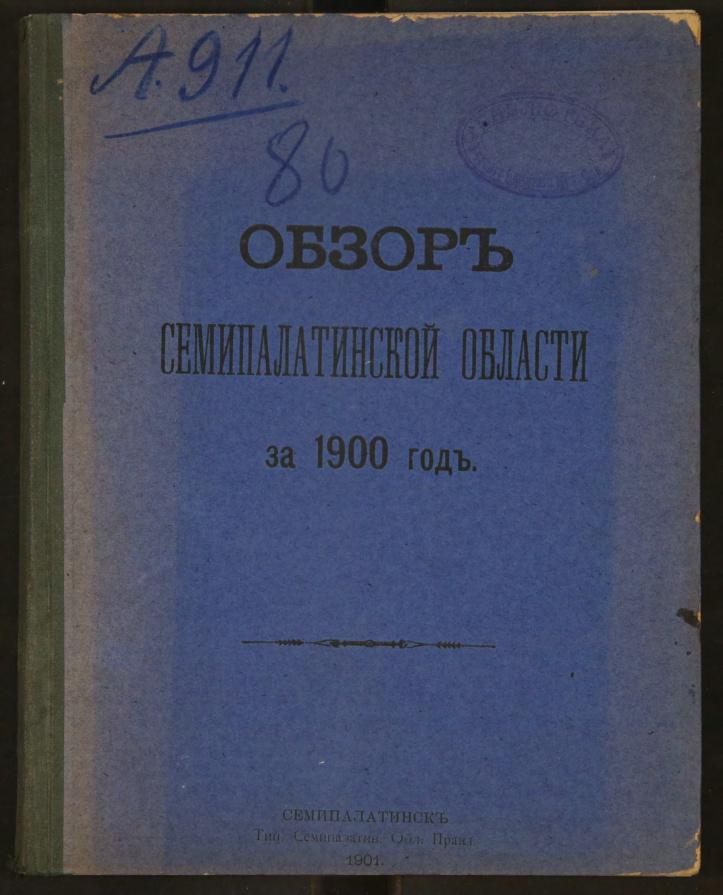 А.911.
80
ОБЗОРЪ
СЕМИПАЛАТИНСКОЙ ОБЛАСТИ
за 1900 годъ.
СЕМИПАЛАТИНСКЪ
Тип. Семипалатин. Обл. Правл.
1901.